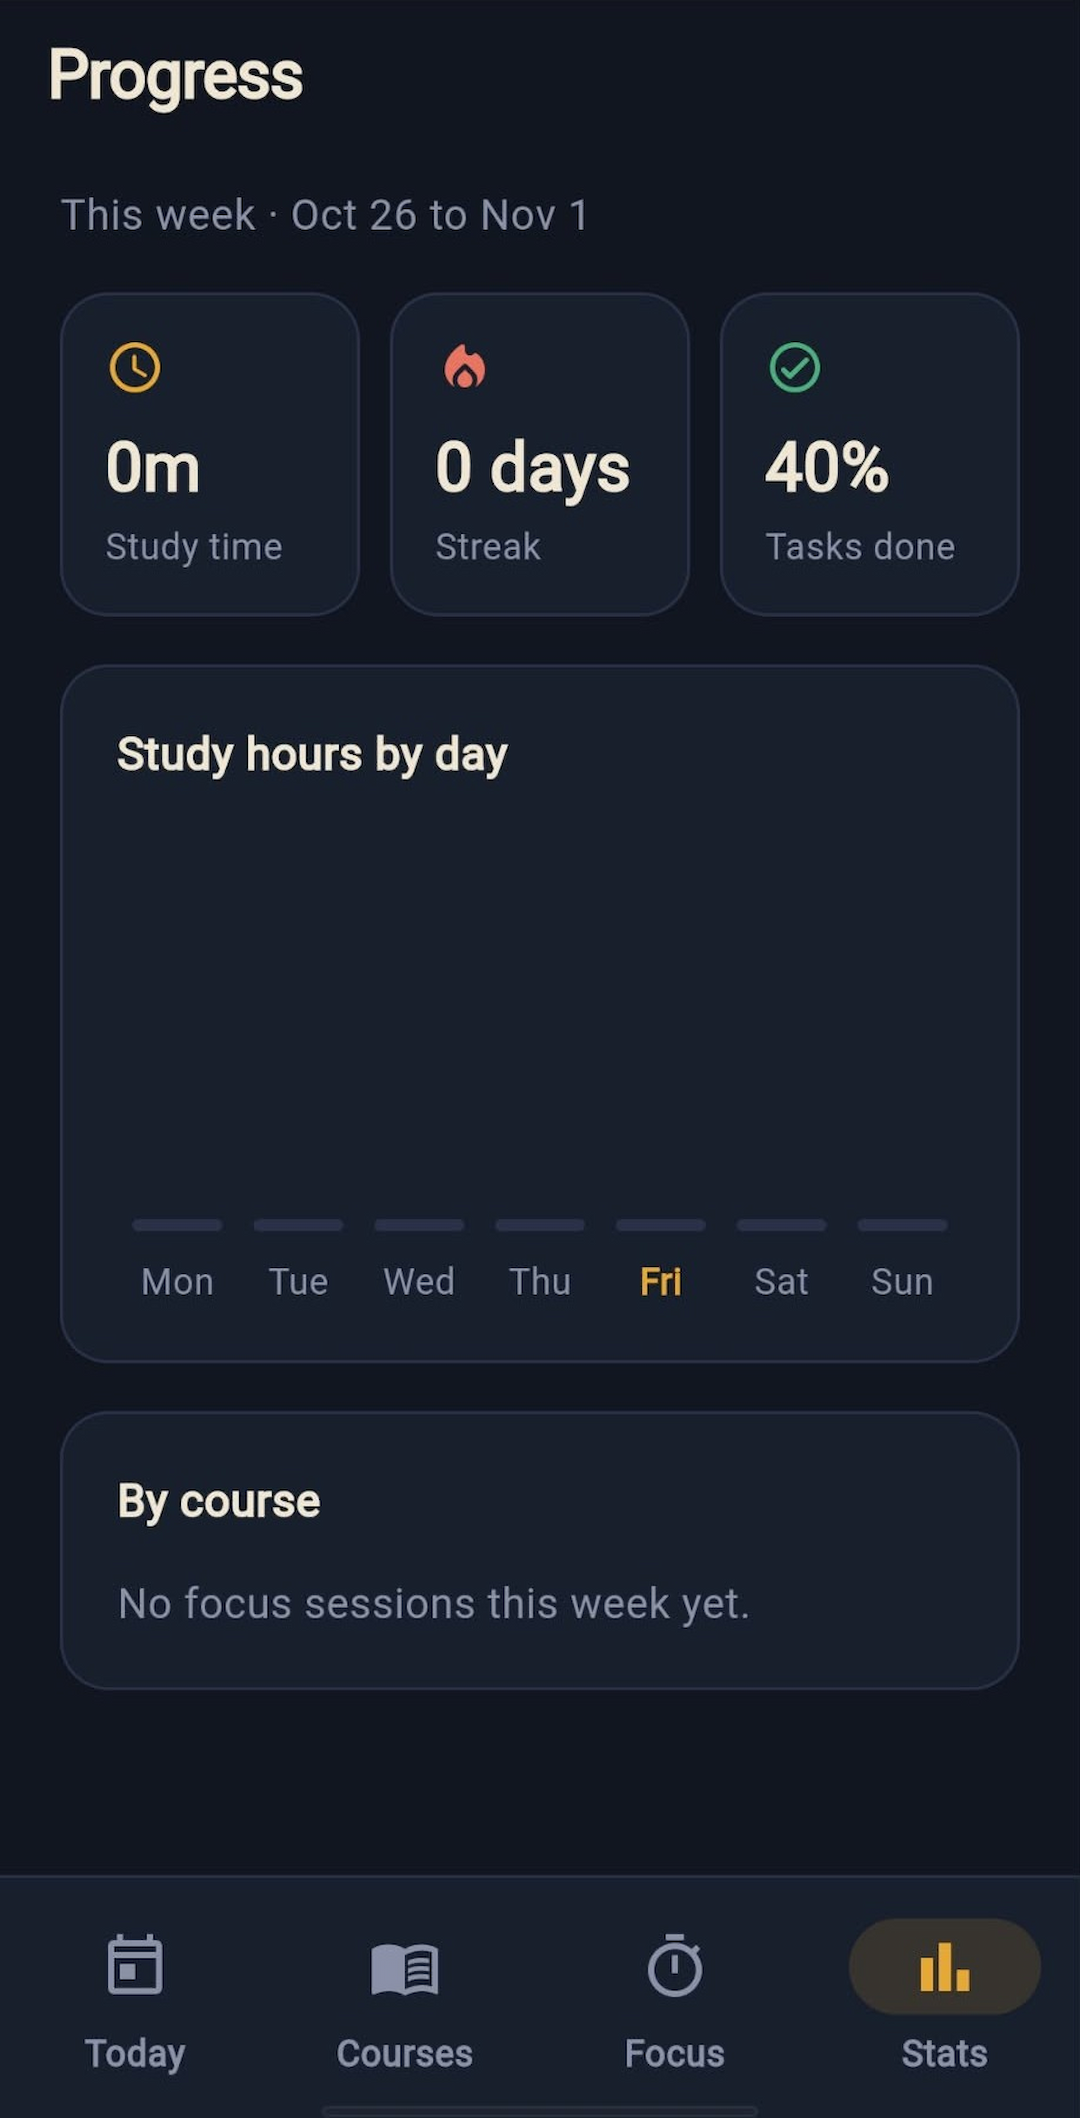 Progress
This week · Oct 26 to Nov 1
0m
Study time
0 days
Streak
40%
Tasks done
Study hours by day
Mon Tue Wed Thu Fri Sat Sun
By course
No focus sessions this week yet.
Today Courses Focus Stats